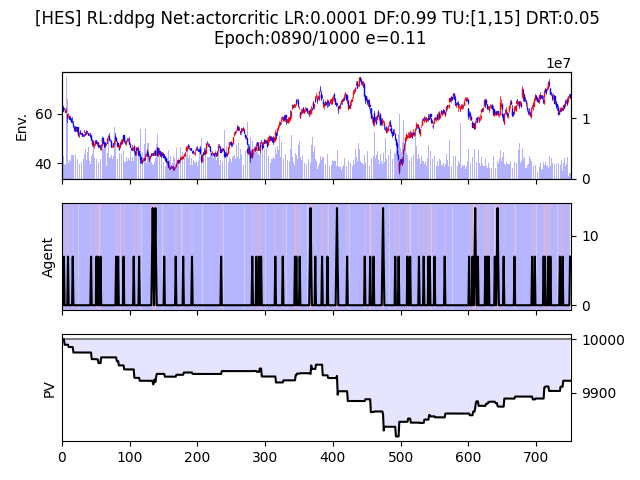 [HES] RL:ddpg Net:actorcritic LR:0.0001 DF:0.99 TU:[1,15] DRT:0.05
Epoch:0890/1000 e=0.11
1e7
Env.
60
40
1
0
Agent
10
0
PV
10000
9900
0 100 200 300 400 500 600 700